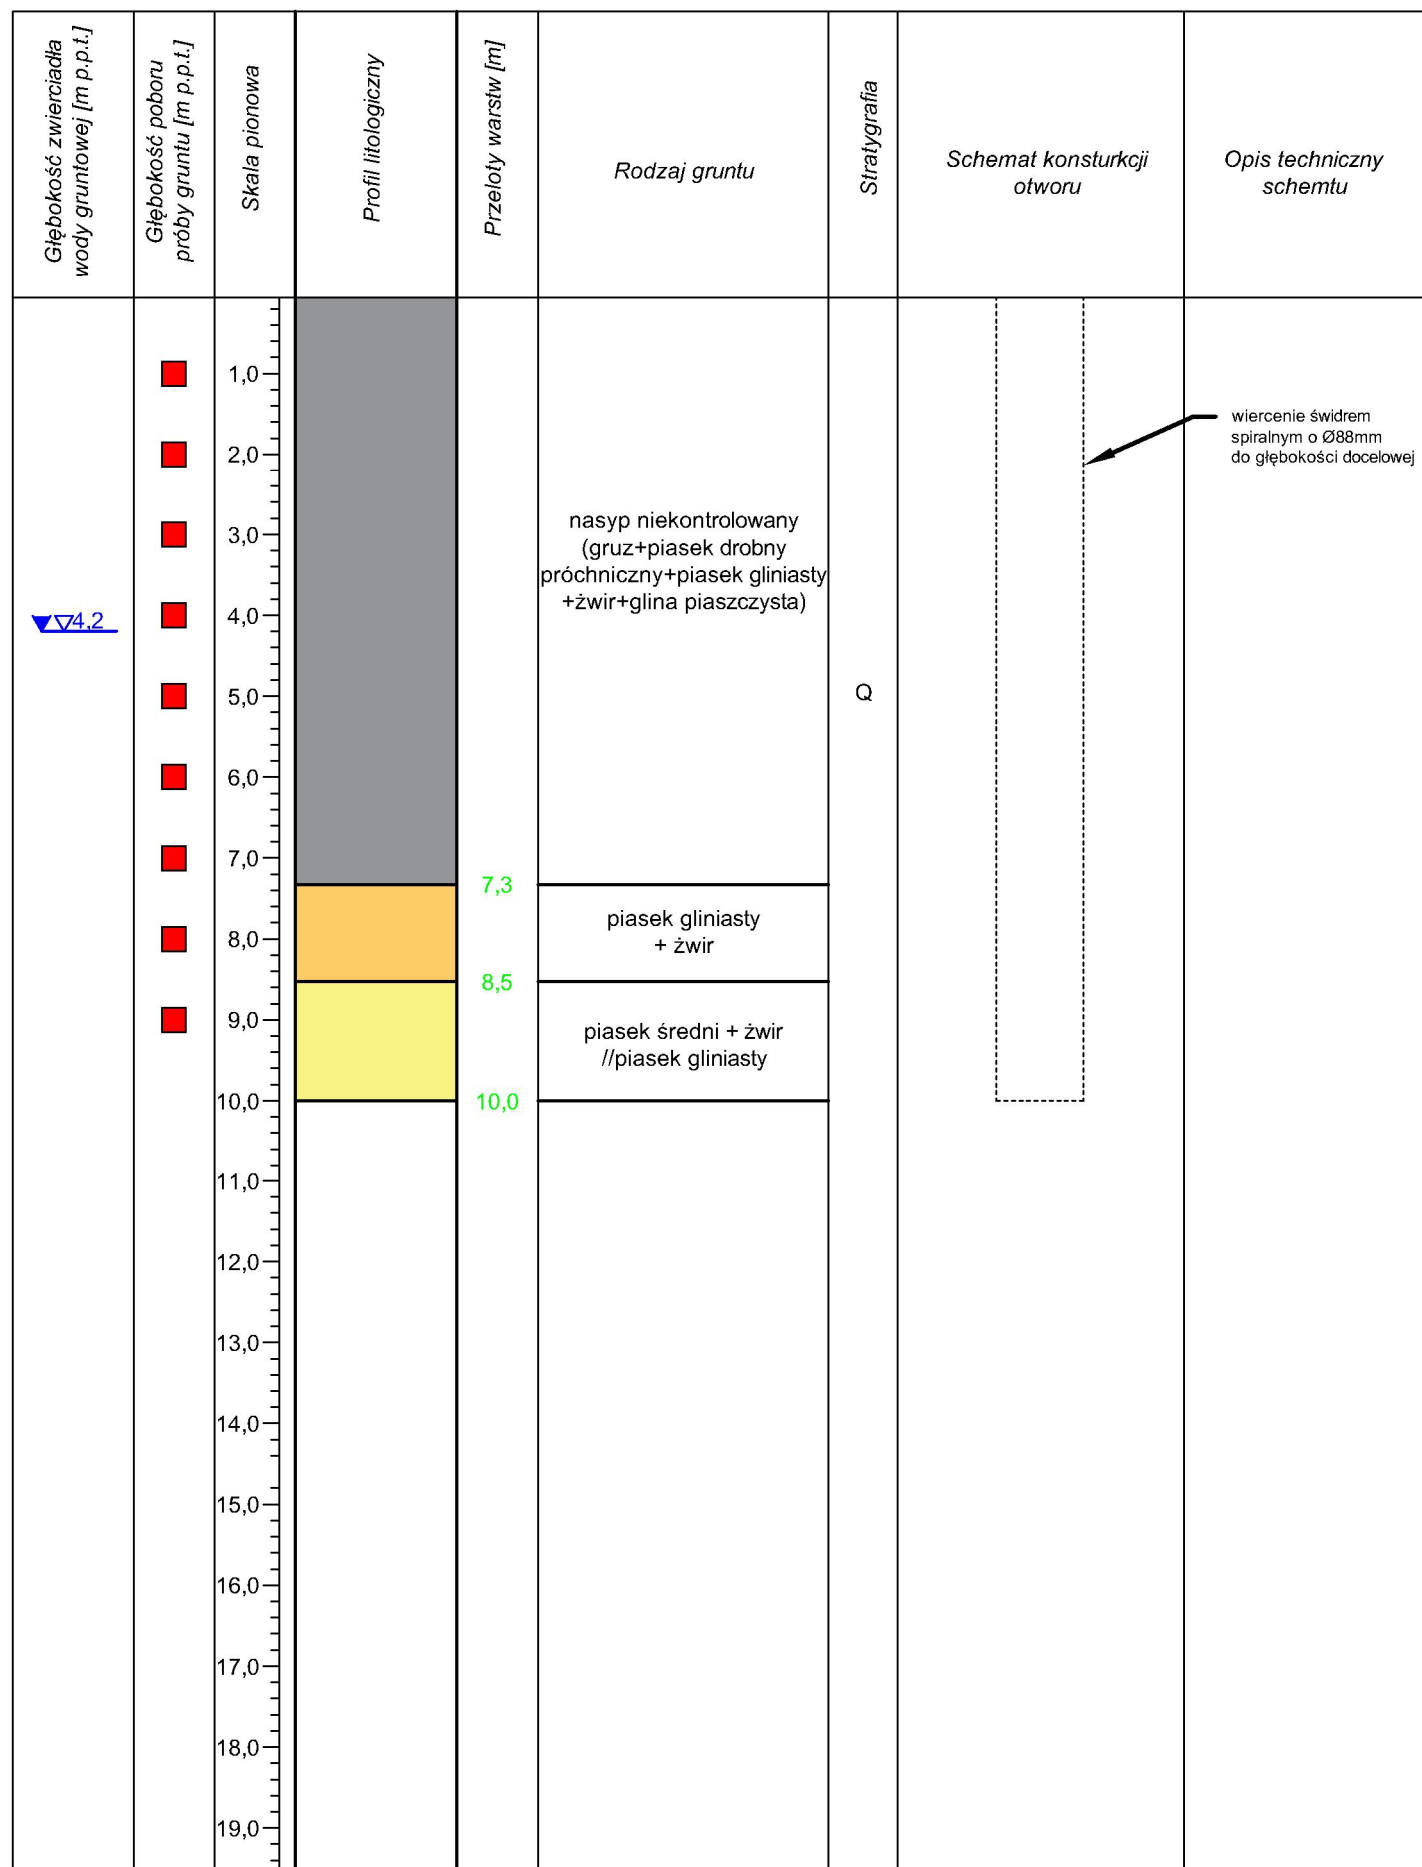 Głębokość zwierciadła
wody gruntowej [m p.p.t.]
Głębokość poboru
próby gruntu [m p.p.t.]
Skala pionowa
Profil litologiczny
Przeloty warstw [m]
Rodzaj gruntu
Stratygrafia
Schemat konsturkcji
otworu
Opis techniczny
schemtu
1,0
wiercenie świdrem
spiralnym o Ø88mm
do głębokości docelowej
2,0
3,0
nasyp niekontrolowany
(gruz+piasek drobny
próchniczny+piasek gliniasty
+żwir+glina piaszczysta)
4,0
4,2
5,0
Q
6,0
7,0
7,3
piasek gliniasty
+ żwir
8,0
8,5
9,0
piasek średni + żwir
//piasek gliniasty
10,0
10,0
11,0
12,0
13,0
14,0
15,0
16,0
17,0
18,0
19,0